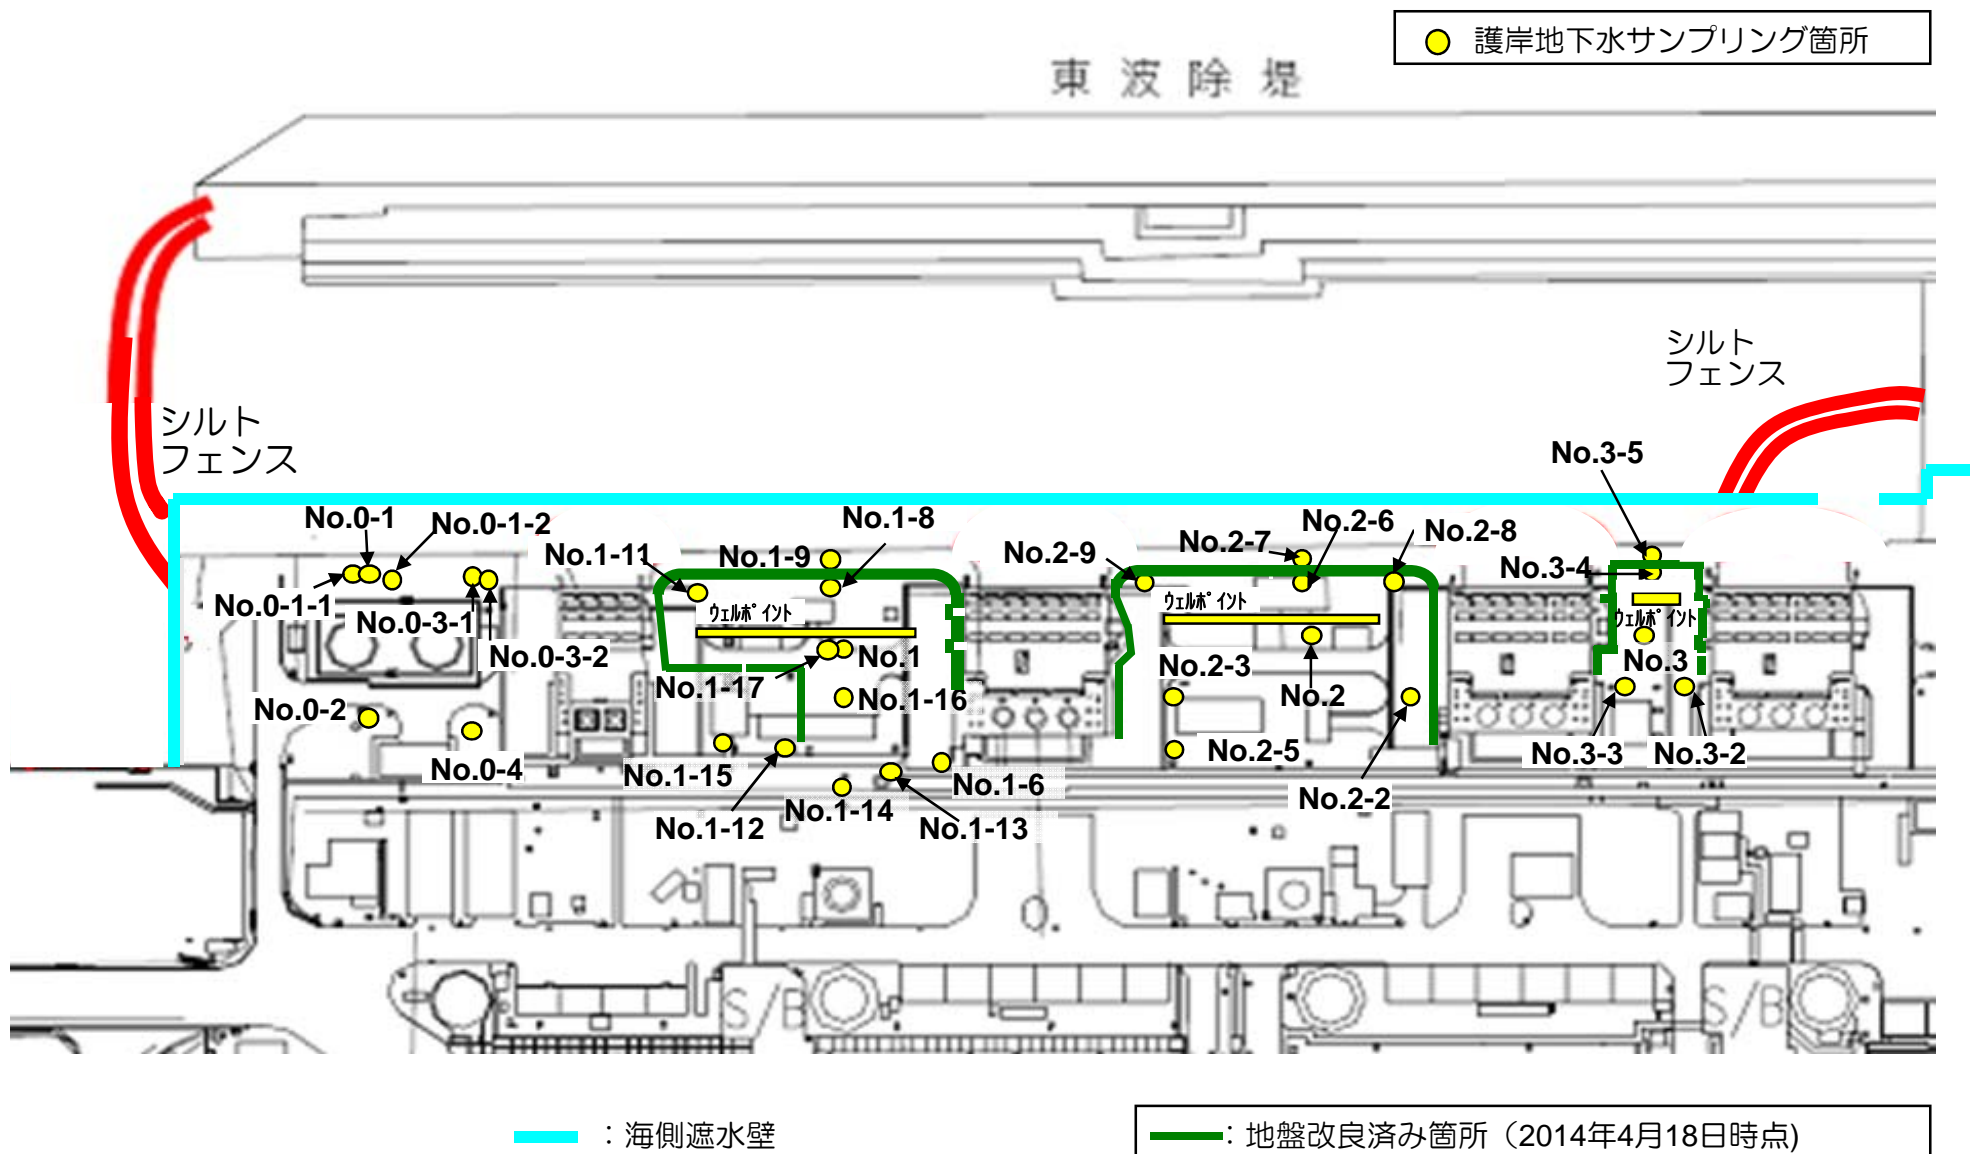 護岸地下水サンプリング箇所
東波除堤
シルト
フェンス
シルト
フェンス
No.3-5
No.0-1
No.0-1-2
No.1-8
No.2-6
No.2-8
No.1-11
No.1-9
No.2-9
No.2-7
No.3-4
No.0-1-1
No.0-3-1
ウェルポイント
ウェルポイント
ウェルポイント
No.0-3-2
No.1
No.2-3
No.3
No.1-17
No.1-16
No.2
No.0-2
No.0-4
No.1-15
No.2-5
No.3-3
No.3-2
No.1-6
No.1-14
No.2-2
No.1-12
No.1-13
S/B
S/B
：海側遮水壁
：地盤改良済み箇所（2014年4月18日時点)